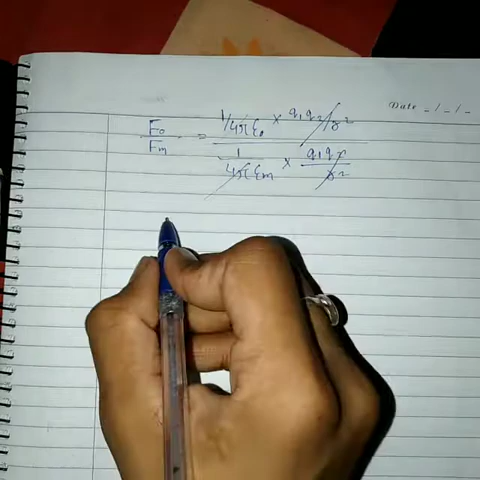 Date _/_/_
F₀/Fₘ = (1/4πε₀ × q₁q₂/r²) / (1/4πεₘ × q₁q₂/r²)